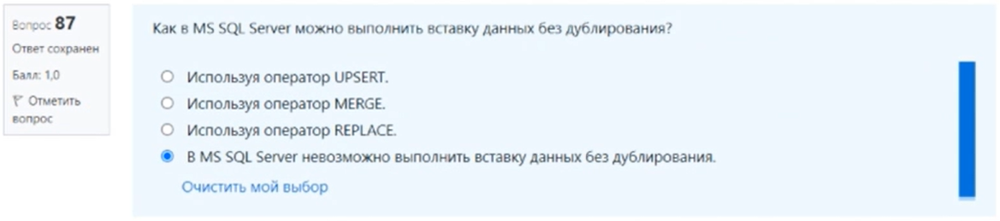 Вопрос 87
Ответ сохранен
Балл: 1,0
Отметить
вопрос
Как в MS SQL Server можно выполнить вставку данных без дублирования?
Используя оператор UPSERT.
Используя оператор MERGE.
Используя оператор REPLACE.
В MS SQL Server невозможно выполнить вставку данных без дублирования.
Очистить мой выбор